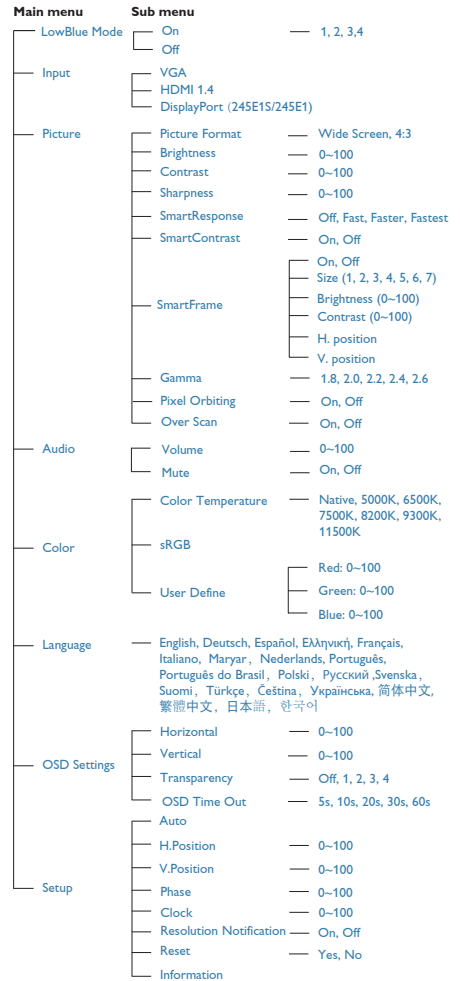 Main menu Sub menu
LowBlue Mode On 1, 2, 3,4
Off
Input VGA
HDMI 1.4
DisplayPort (245E1S/245E1)
Picture Picture Format Wide Screen, 4:3
Brightness 0~100
Contrast 0~100
Sharpness 0~100
SmartResponse Off, Fast, Faster, Fastest
SmartContrast On, Off
SmartFrame On, Off
Size (1, 2, 3, 4, 5, 6, 7)
Brightness (0~100)
Contrast (0~100)
H. position
V. position
Gamma 1.8, 2.0, 2.2, 2.4, 2.6
Pixel Orbiting On, Off
Over Scan On, Off
Audio Volume 0~100
Mute On, Off
Color Color Temperature Native, 5000K, 6500K,
7500K, 8200K, 9300K,
11500K
sRGB
User Define Red: 0~100
Green: 0~100
Blue: 0~100
Language English, Deutsch, Español, Ελληνική, Français,
Italiano, Maryar, Nederlands, Português,
Português do Brasil, Polski, Русский ,Svenska,
Suomi, Türkçe, Čeština, Українська, 简体中文,
繁體中文, 日本語, 한국어
OSD Settings Horizontal 0~100
Vertical 0~100
Transparency Off, 1, 2, 3, 4
OSD Time Out 5s, 10s, 20s, 30s, 60s
Setup Auto
H.Position 0~100
V.Position 0~100
Phase 0~100
Clock 0~100
Resolution Notification On, Off
Reset Yes, No
Information